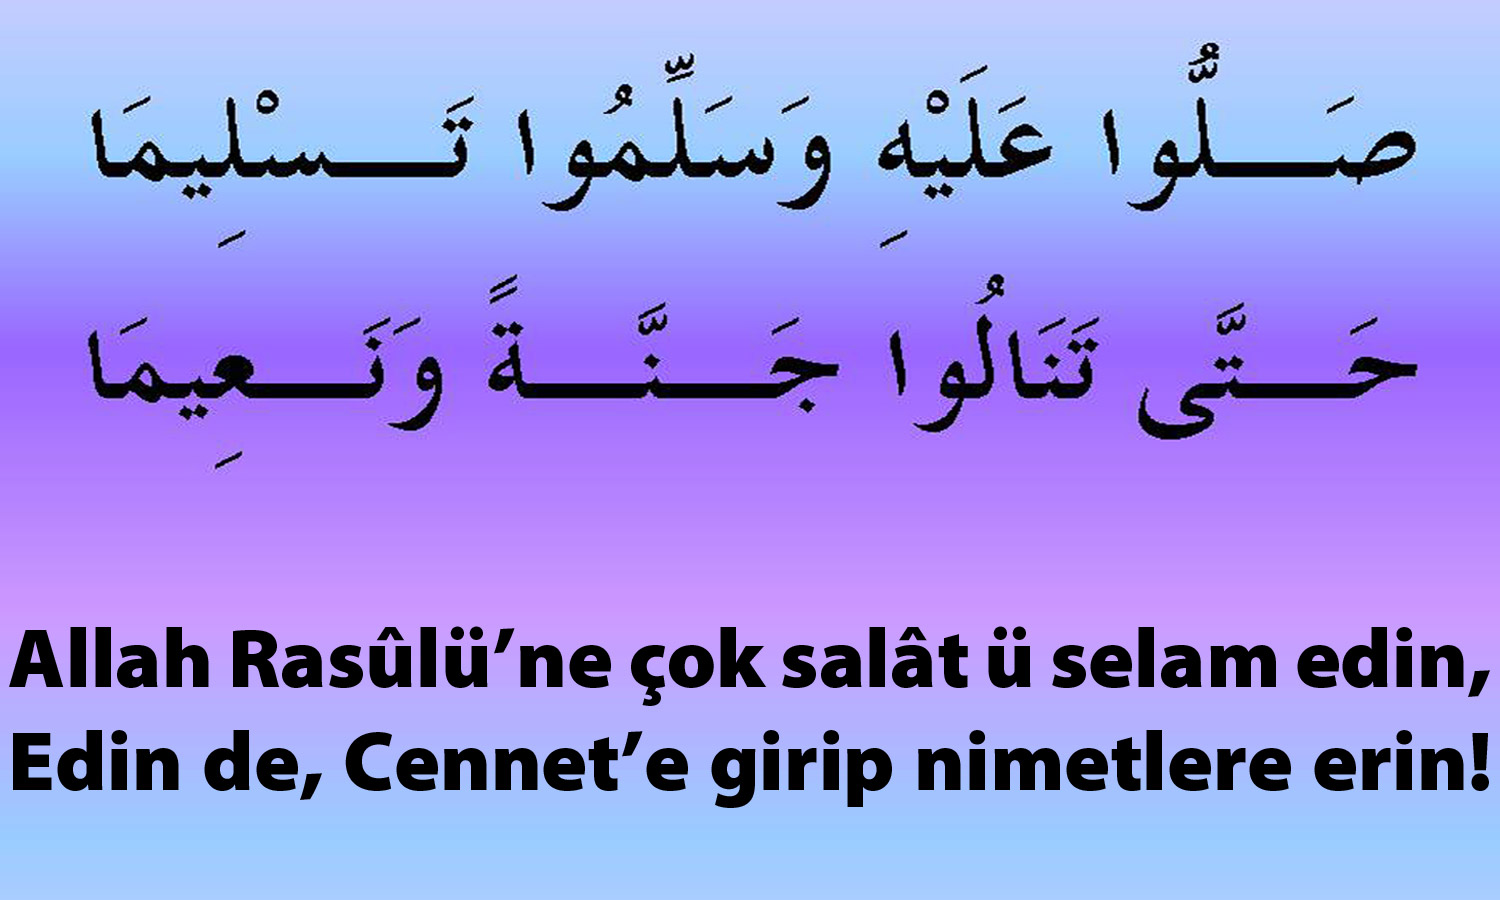 صَلُّوا عَلَيْهِ وَسَلِّمُوا تَسْلِيمَا
حَتَّى تَنَالُوا جَنَّةً وَنَعِيمَا
Allah Rasûlü’ne çok salât ü selam edin,
Edin de, Cennet’e girip nimetlere erin!